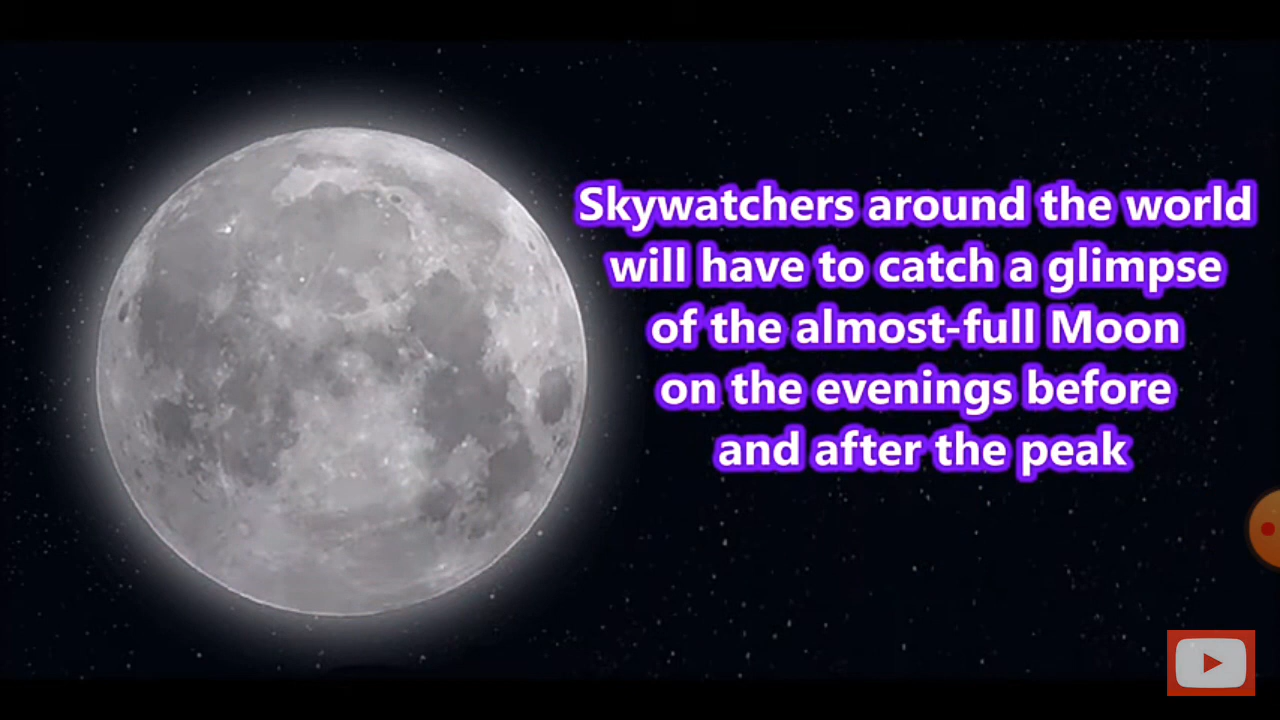 Skywatchers around the world
will have to catch a glimpse
of the almost-full Moon
on the evenings before
and after the peak